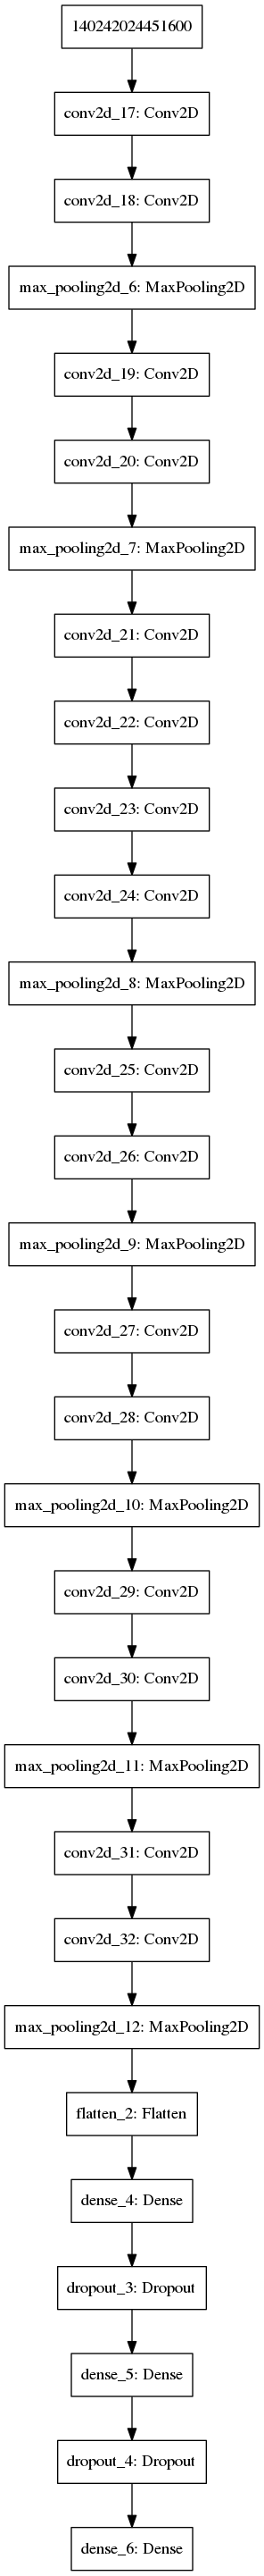 140242024451600
conv2d_17: Conv2D
conv2d_18: Conv2D
max_pooling2d_6: MaxPooling2D
conv2d_19: Conv2D
conv2d_20: Conv2D
max_pooling2d_7: MaxPooling2D
conv2d_21: Conv2D
conv2d_22: Conv2D
conv2d_23: Conv2D
conv2d_24: Conv2D
max_pooling2d_8: MaxPooling2D
conv2d_25: Conv2D
conv2d_26: Conv2D
max_pooling2d_9: MaxPooling2D
conv2d_27: Conv2D
conv2d_28: Conv2D
max_pooling2d_10: MaxPooling2D
conv2d_29: Conv2D
conv2d_30: Conv2D
max_pooling2d_11: MaxPooling2D
conv2d_31: Conv2D
conv2d_32: Conv2D
max_pooling2d_12: MaxPooling2D
flatten_2: Flatten
dense_4: Dense
dropout_3: Dropout
dense_5: Dense
dropout_4: Dropout
dense_6: Dense